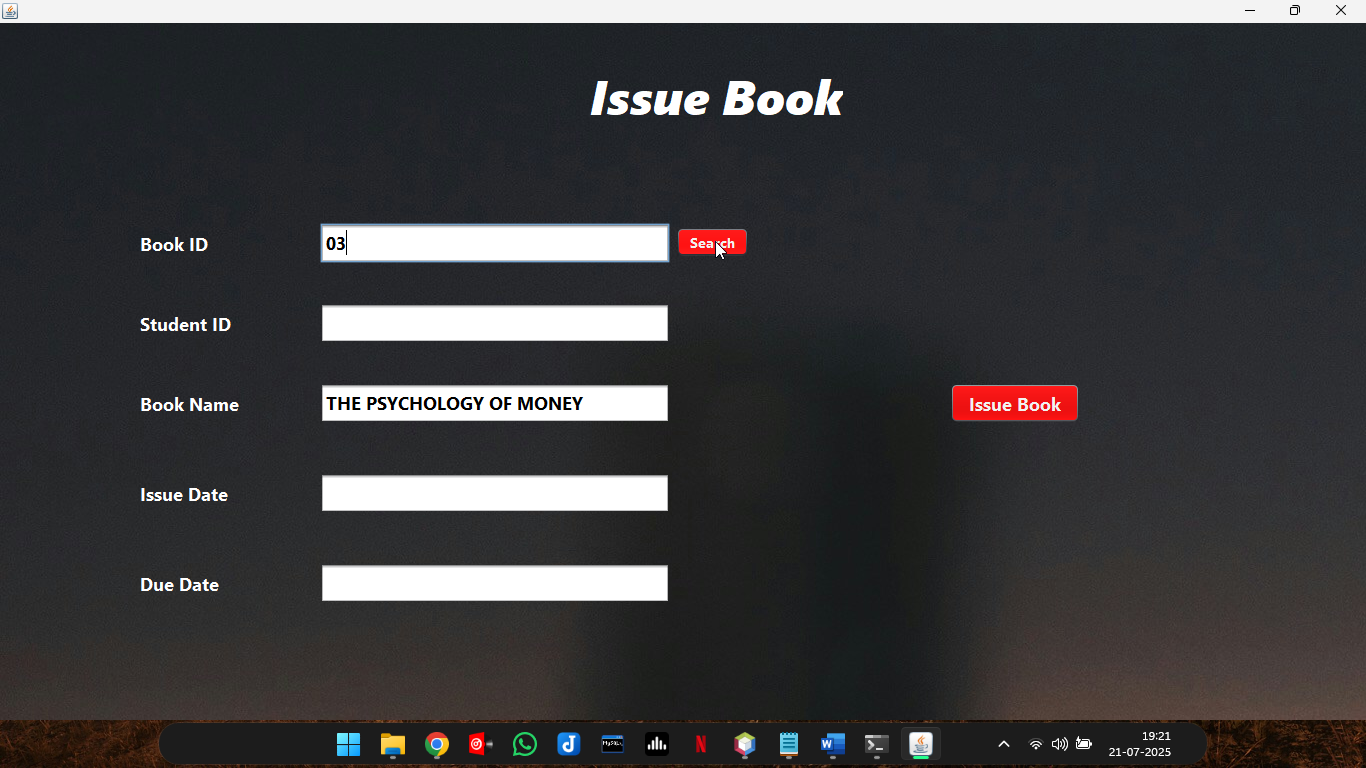 Issue Book
Book ID
03
Search
Student ID
Book Name
THE PSYCHOLOGY OF MONEY
Issue Book
Issue Date
Due Date
MySQL
N
W
19:21
21-07-2025